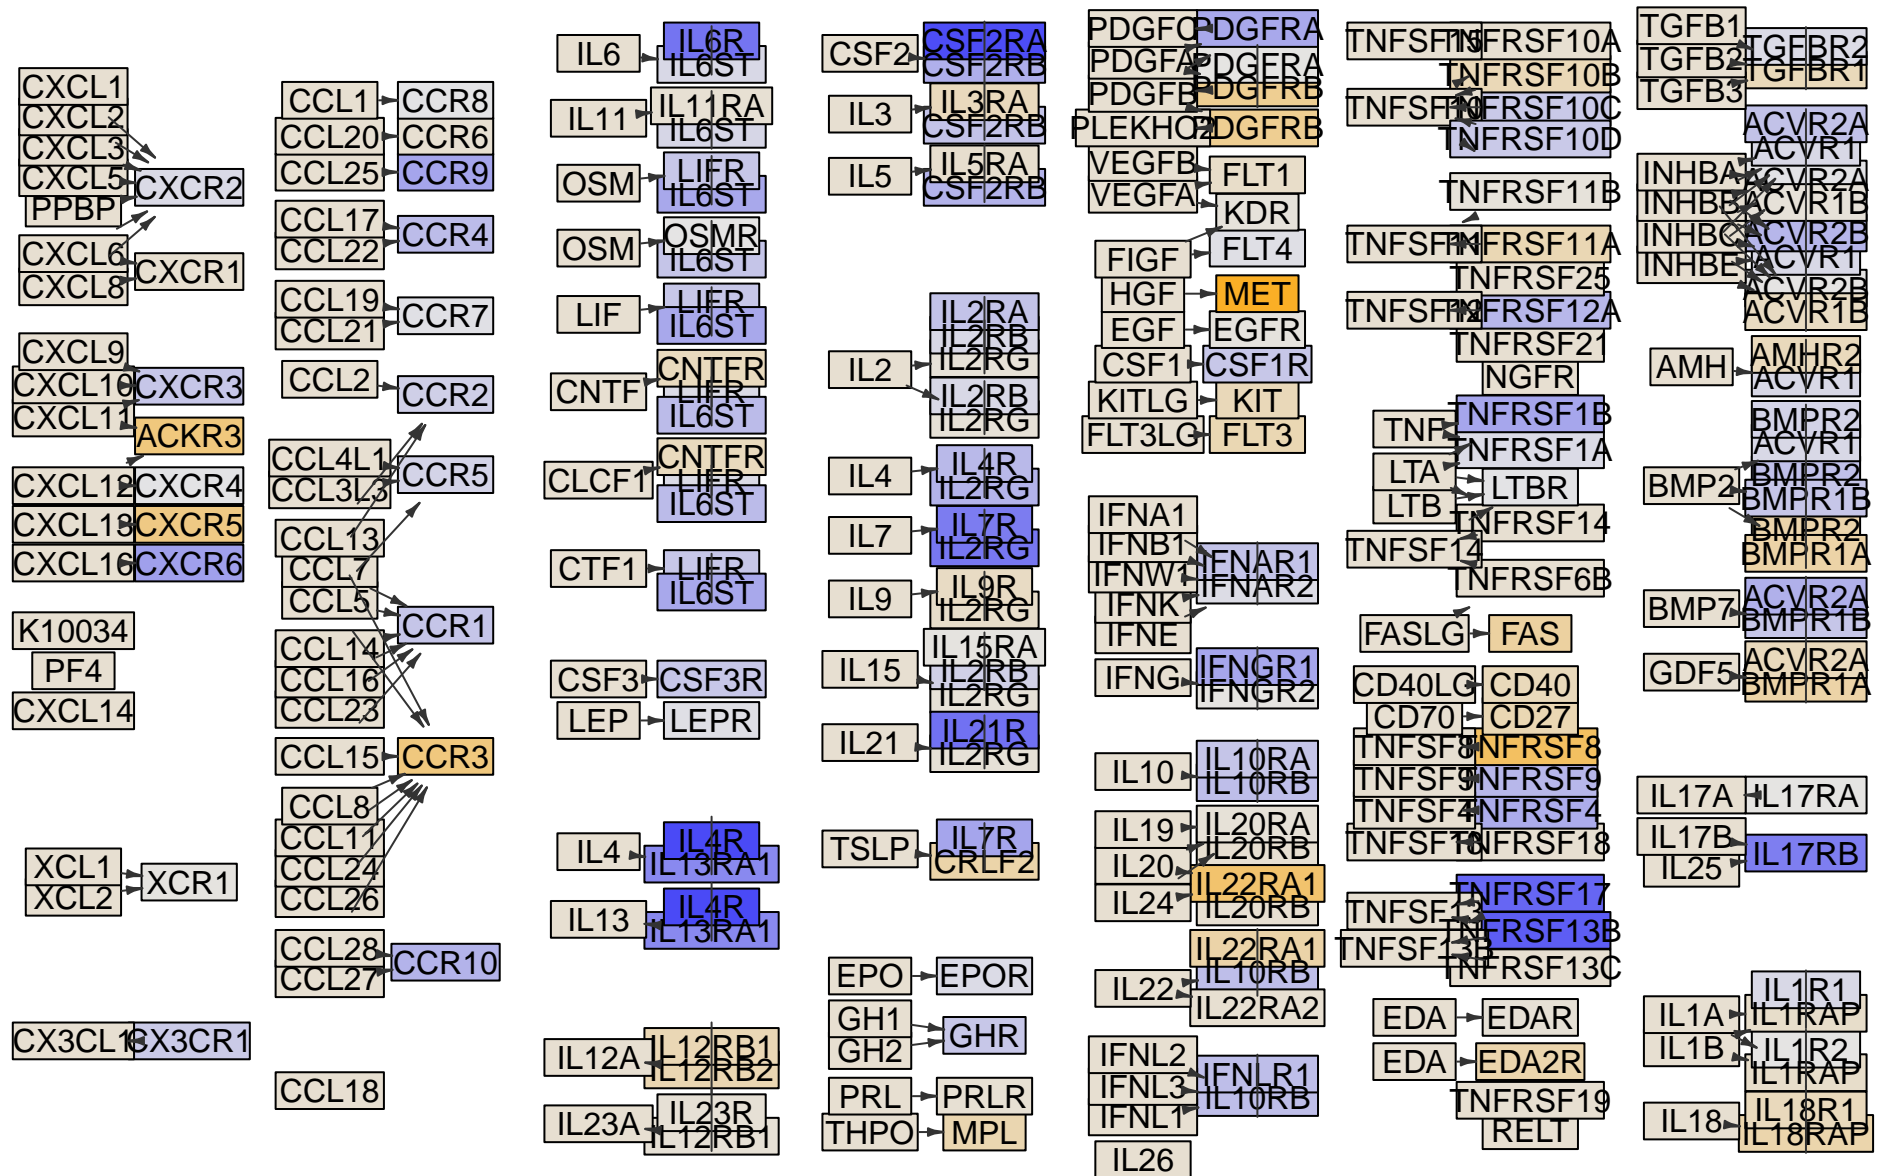 CXCL1
CXCL2
CXCL3
CXCL5
PPBP
CXCR2
CXCL6
CXCL8
CXCR1
CXCL9
CXCL10
CXCL11
CXCR3
ACKR3
CXCL12
CXCR4
CXCL13
CXCR5
CXCL16
CXCR6
K10034
PF4
CXCL14
XCL1
XCL2
XCR1
CX3CL1
CX3CR1
CCL1
CCR8
CCL20
CCR6
CCL25
CCR9
CCL17
CCL22
CCR4
CCL19
CCL21
CCR7
CCL2
CCR2
CCL4L1
CCL3L3
CCR5
CCL13
CCL7
CCL5
CCR1
CCL14
CCL16
CCL23
CCL15
CCR3
CCL8
CCL11
CCL24
CCL26
CCL28
CCL27
CCR10
CCL18
IL6
IL6R
IL6ST
IL11
IL11RA
IL6ST
OSM
LIFR
IL6ST
OSM
OSMR
IL6ST
LIF
LIFR
IL6ST
CNTF
CNTFR
LIFR
IL6ST
CLCF1
CNTFR
LIFR
IL6ST
CTF1
LIFR
IL6ST
CSF3
CSF3R
LEP
LEPR
IL4
IL4R
IL13RA1
IL13
IL4R
IL13RA1
IL12A
IL12RB1
IL12RB2
IL23A
IL23R
IL12RB1
CSF2
CSF2RA
CSF2RB
IL3
IL3RA
CSF2RB
IL5
IL5RA
CSF2RB
IL2
IL2RA
IL2RB
IL2RG
IL2RB
IL2RG
IL4
IL4R
IL2RG
IL7
IL7R
IL2RG
IL9
IL9R
IL2RG
IL15
IL15RA
IL2RB
IL2RG
IL21
IL21R
IL2RG
TSLP
IL7R
CRLF2
EPO
EPOR
GH1
GH2
GHR
PRL
PRLR
THPO
MPL
PDGFC
PDGFRA
PDGFA
PDGFRA
PDGFB
PDGFRB
PLEKHO2
PDGFRB
VEGFB
VEGFA
FLT1
KDR
FIGF
FLT4
HGF
MET
EGF
EGFR
CSF1
CSF1R
KITLG
KIT
FLT3LG
FLT3
IFNA1
IFNB1
IFNW1
IFNK
IFNE
IFNAR1
IFNAR2
IFNG
IFNGR1
IFNGR2
IL10
IL10RA
IL10RB
IL19
IL20RA
IL20RB
IL20
IL24
IL22RA1
IL20RB
IL22
IL22RA1
IL10RB
IL22RA2
IFNL2
IFNL3
IFNL1
IFNLR1
IL10RB
IL26
TNFSF15
TNFRSF10A
TNFRSF10B
TNFSF10
TNFRSF10C
TNFRSF10D
TNFRSF11B
TNFSF11
TNFRSF11A
TNFRSF25
TNFSF12
TNFRSF12A
TNFRSF21
NGFR
TNFRSF1B
TNF
TNFRSF1A
LTA
LTB
LTBR
TNFRSF14
TNFSF14
TNFRSF6B
FASLG
FAS
CD40LG
CD40
CD70
CD27
TNFSF8
TNFRSF8
TNFSF9
TNFRSF9
TNFSF4
TNFRSF4
TNFSF18
TNFRSF18
TNFRSF17
TNFSF13
TNFRSF13B
TNFSF13B
TNFRSF13C
EDA
EDAR
EDA
EDA2R
TNFRSF19
RELT
TGFB1
TGFB2
TGFB3
TGFBR2
TGFBR1
ACVR2A
ACVR1
INHBA
ACVR2A
INHBB
ACVR1B
INHBC
ACVR2B
INHBE
ACVR1
ACVR2B
ACVR1B
AMH
AMHR2
ACVR1
BMP2
BMPR2
ACVR1
BMPR2
BMPR1B
BMPR2
BMPR1A
BMP7
ACVR2A
BMPR1B
GDF5
ACVR2A
BMPR1A
IL17A
IL17RA
IL17B
IL25
IL17RB
IL1A
IL1B
IL1R1
IL1RAP
IL1R2
IL1RAP
IL18
IL18R1
IL18RAP